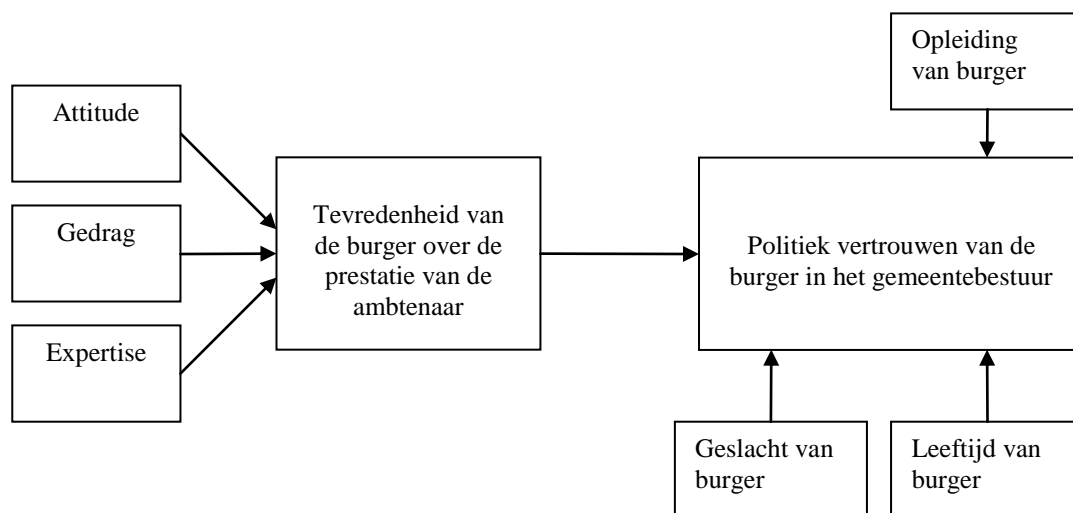 Opleiding
van burger
Attitude
Gedrag
Expertise
Tevredenheid van
de burger over de
prestatie van de
ambtenaar
Politiek vertrouwen van de
burger in het gemeentebestuur
Geslacht van
burger
Leeftijd van
burger